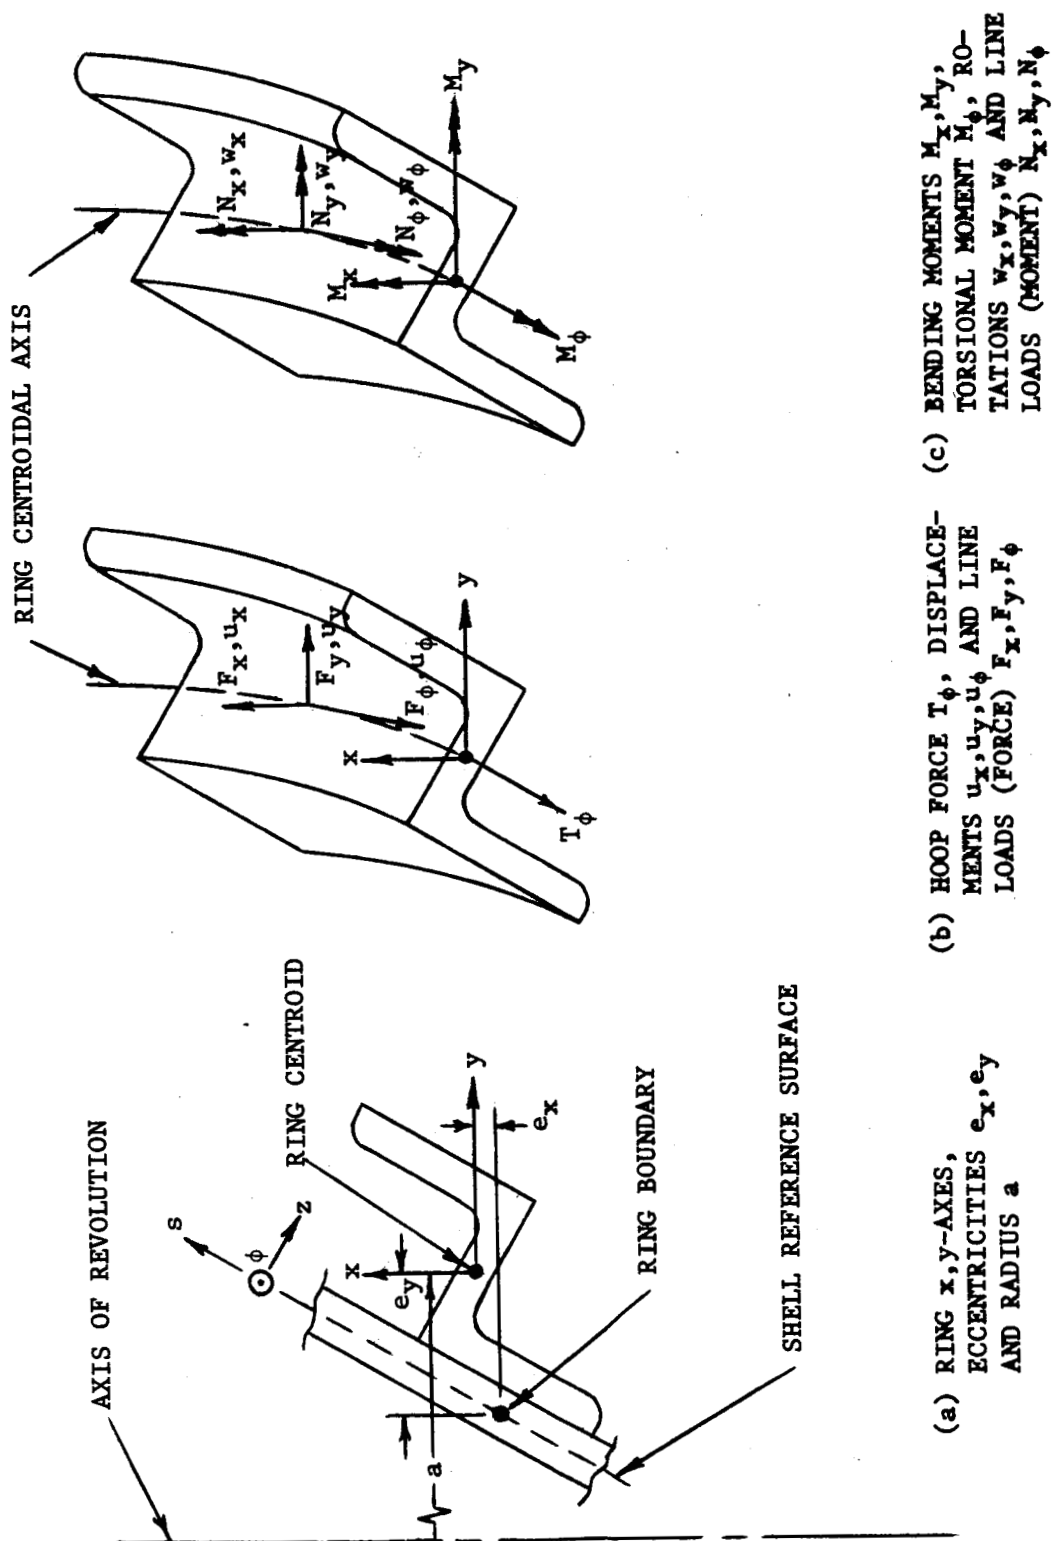 AXIS OF REVOLUTION
s
φ
z
RING CENTROID
x
e_y
a
y
e_x
RING BOUNDARY
SHELL REFERENCE SURFACE
(a) RING x,y-AXES,
ECCENTRICITIES e_x,e_y
AND RADIUS a
RING CENTROIDAL AXIS
F_x,u_x
F_y,u_y
F_φ,u_φ
x
y
T_φ
(b) HOOP FORCE T_φ, DISPLACE-
MENTS u_x,u_y,u_φ AND LINE
LOADS (FORCE) F_x,F_y,F_φ
N_x,w_x
N_y,w_y
N_φ,w_φ
M_x
M_y
M_φ
(c) BENDING MOMENTS M_x,M_y,
TORSIONAL MOMENT M_φ, RO-
TATIONS w_x,w_y,w_φ AND LINE
LOADS (MOMENT) N_x,N_y,N_φ